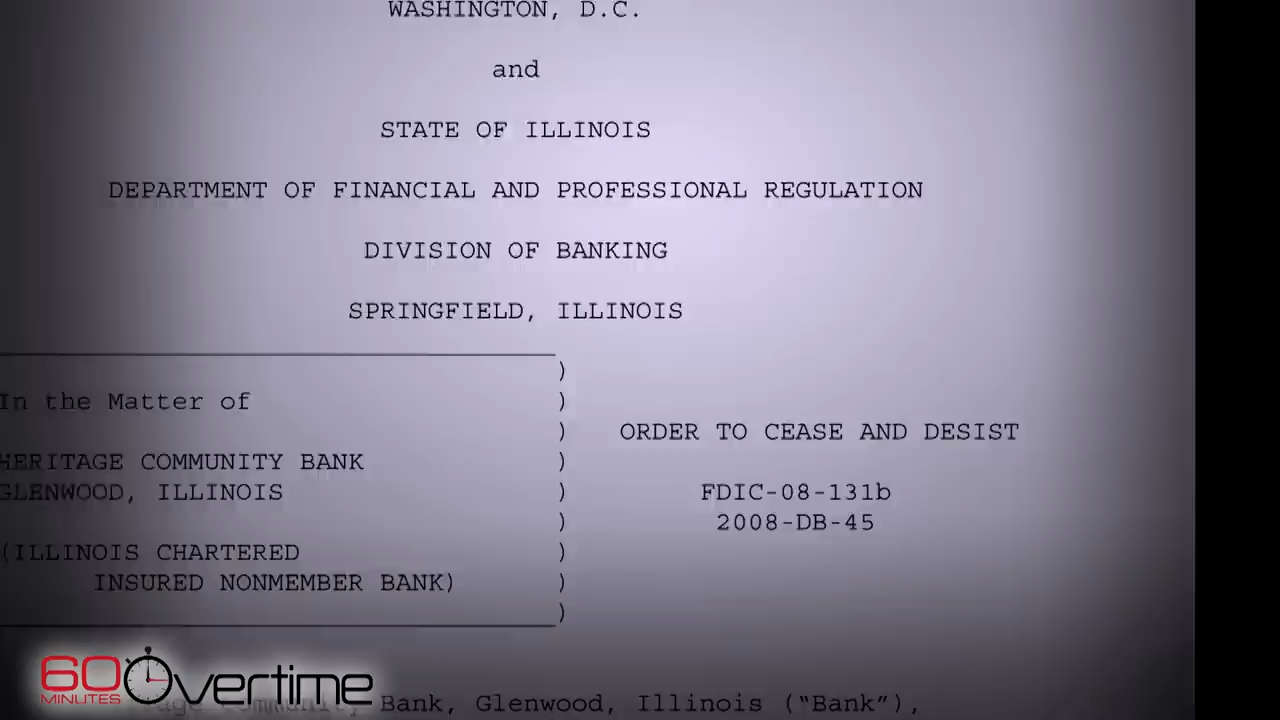 WASHINGTON, D.C.
and
STATE OF ILLINOIS
DEPARTMENT OF FINANCIAL AND PROFESSIONAL REGULATION
DIVISION OF BANKING
SPRINGFIELD, ILLINOIS
)
In the Matter of )
) ORDER TO CEASE AND DESIST
HERITAGE COMMUNITY BANK )
GLENWOOD, ILLINOIS ) FDIC-08-131b
) 2008-DB-45
(ILLINOIS CHARTERED )
INSURED NONMEMBER BANK) )
)
Bank, Glenwood, Illinois (“Bank”),
60 MINUTES Overtime